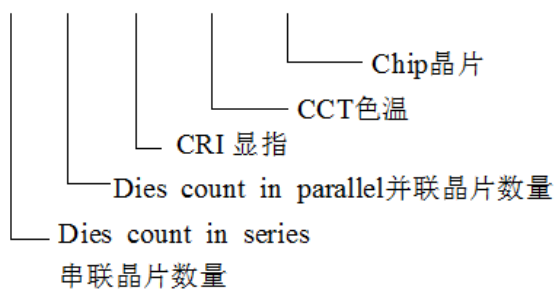 Chip晶片
CCT色温
CRI 显指
Dies count in parallel并联晶片数量
Dies count in series
串联晶片数量